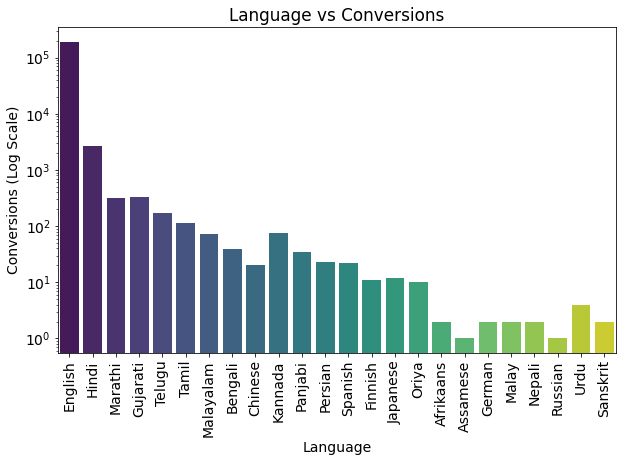 Language vs Conversions
Conversions (Log Scale)
10^5
10^4
10^3
10^2
10^1
10^0
English
Hindi
Marathi
Gujarati
Telugu
Tamil
Malayalam
Bengali
Chinese
Kannada
Panjabi
Persian
Spanish
Finnish
Japanese
Oriya
Afrikaans
Assamese
German
Malay
Nepali
Russian
Urdu
Sanskrit
Language